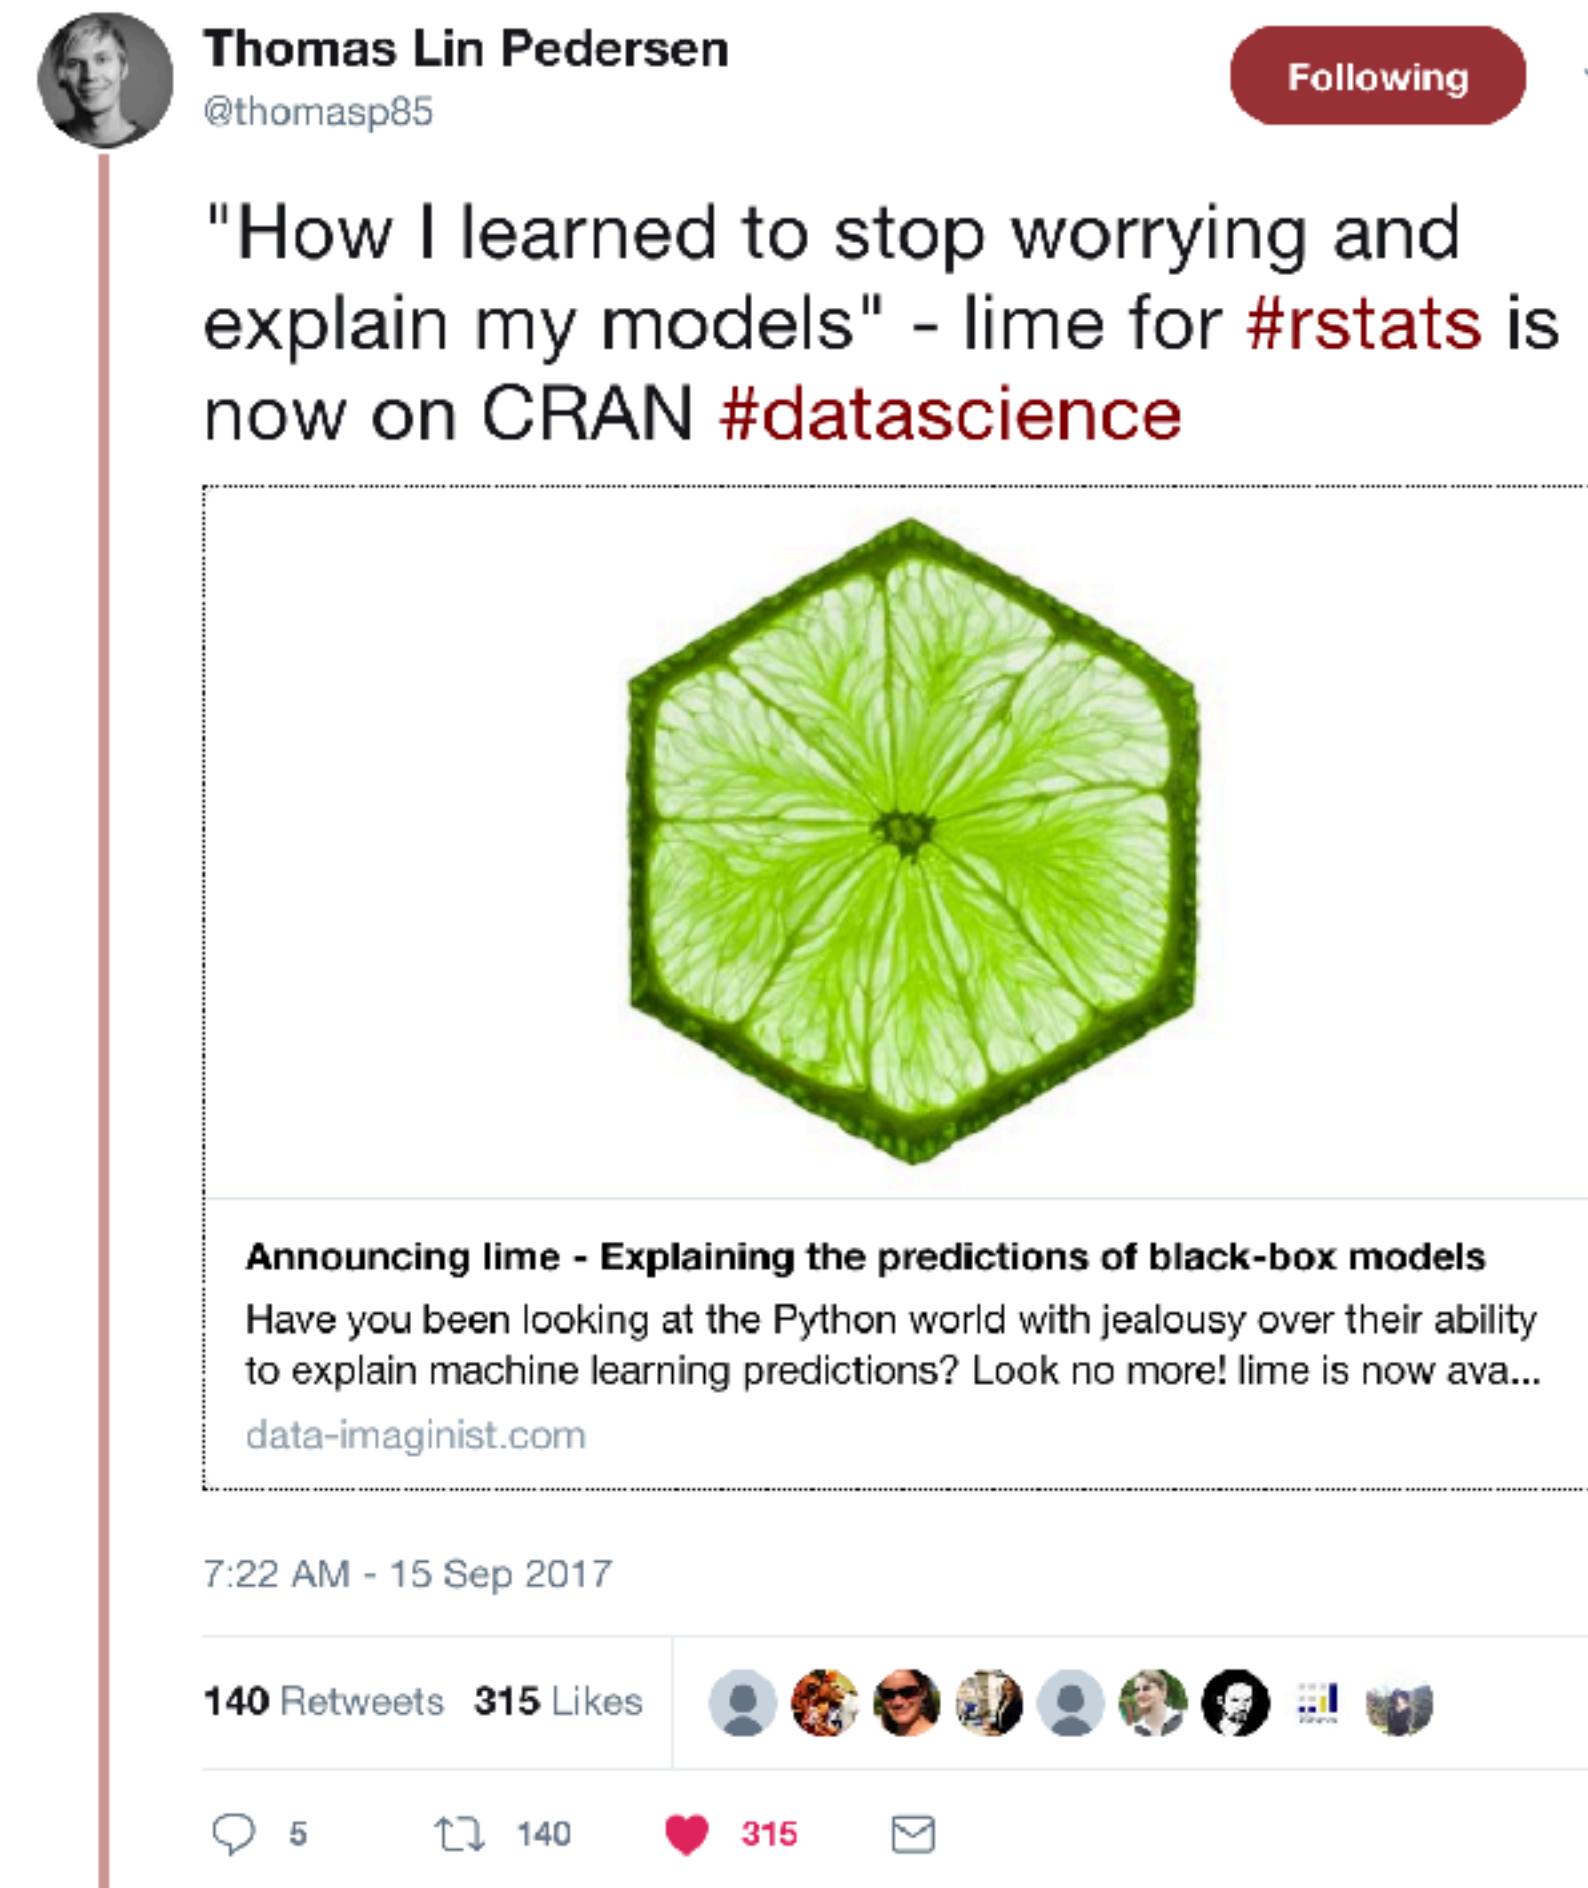 Thomas Lin Pedersen
@thomasp85
Following
"How I learned to stop worrying and
explain my models" - lime for #rstats is
now on CRAN #datascience
Announcing lime - Explaining the predictions of black-box models
Have you been looking at the Python world with jealousy over their ability
to explain machine learning predictions? Look no more! lime is now ava...
data-imaginist.com
7:22 AM - 15 Sep 2017
140 Retweets 315 Likes
5 140 315